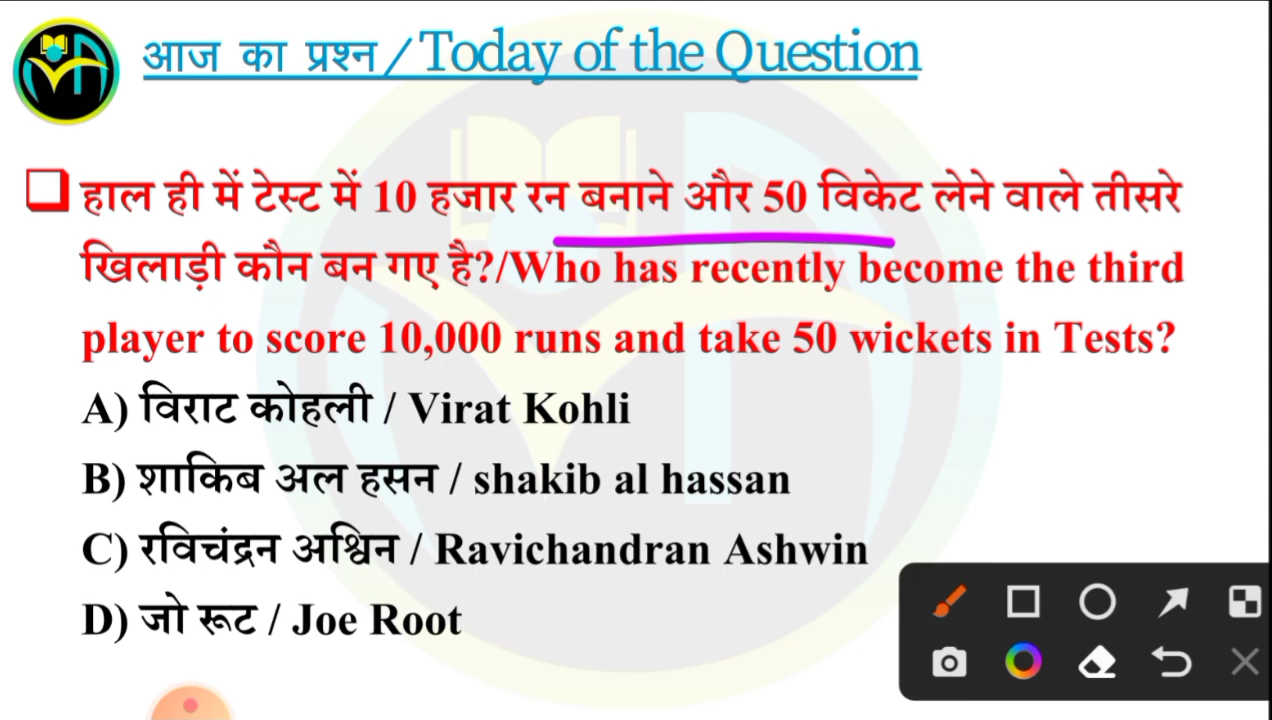 आज का प्रश्न / Today of the Question
हाल ही में टेस्ट में 10 हजार रन बनाने और 50 विकेट लेने वाले तीसरे
खिलाड़ी कौन बन गए है?/Who has recently become the third
player to score 10,000 runs and take 50 wickets in Tests?
A) विराट कोहली / Virat Kohli
B) शाकिब अल हसन / shakib al hassan
C) रविचंद्रन अश्विन / Ravichandran Ashwin
D) जो रूट / Joe Root